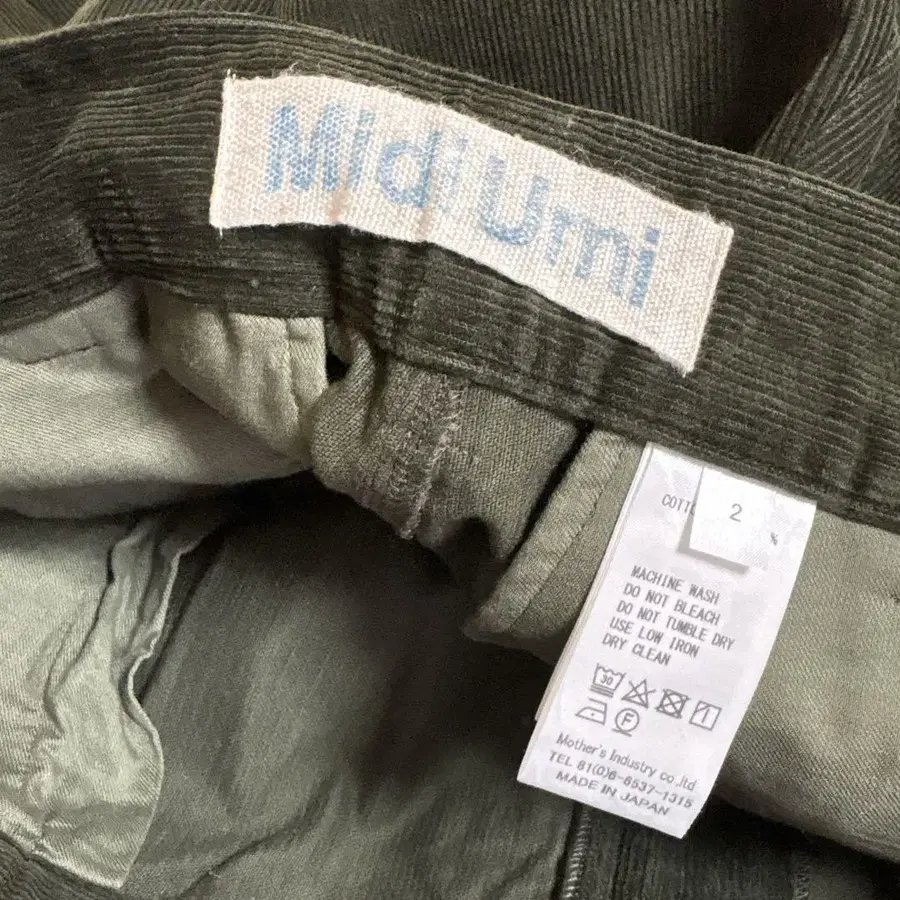 Midi Umi
2
%
MACHINE WASH
DO NOT BLEACH
DO NOT TUMBLE DRY
USE LOW IRON
DRY CLEAN
30
F
Mother's Industry co.,ltd
TEL 81(0)6-6537-1315
MADE IN JAPAN